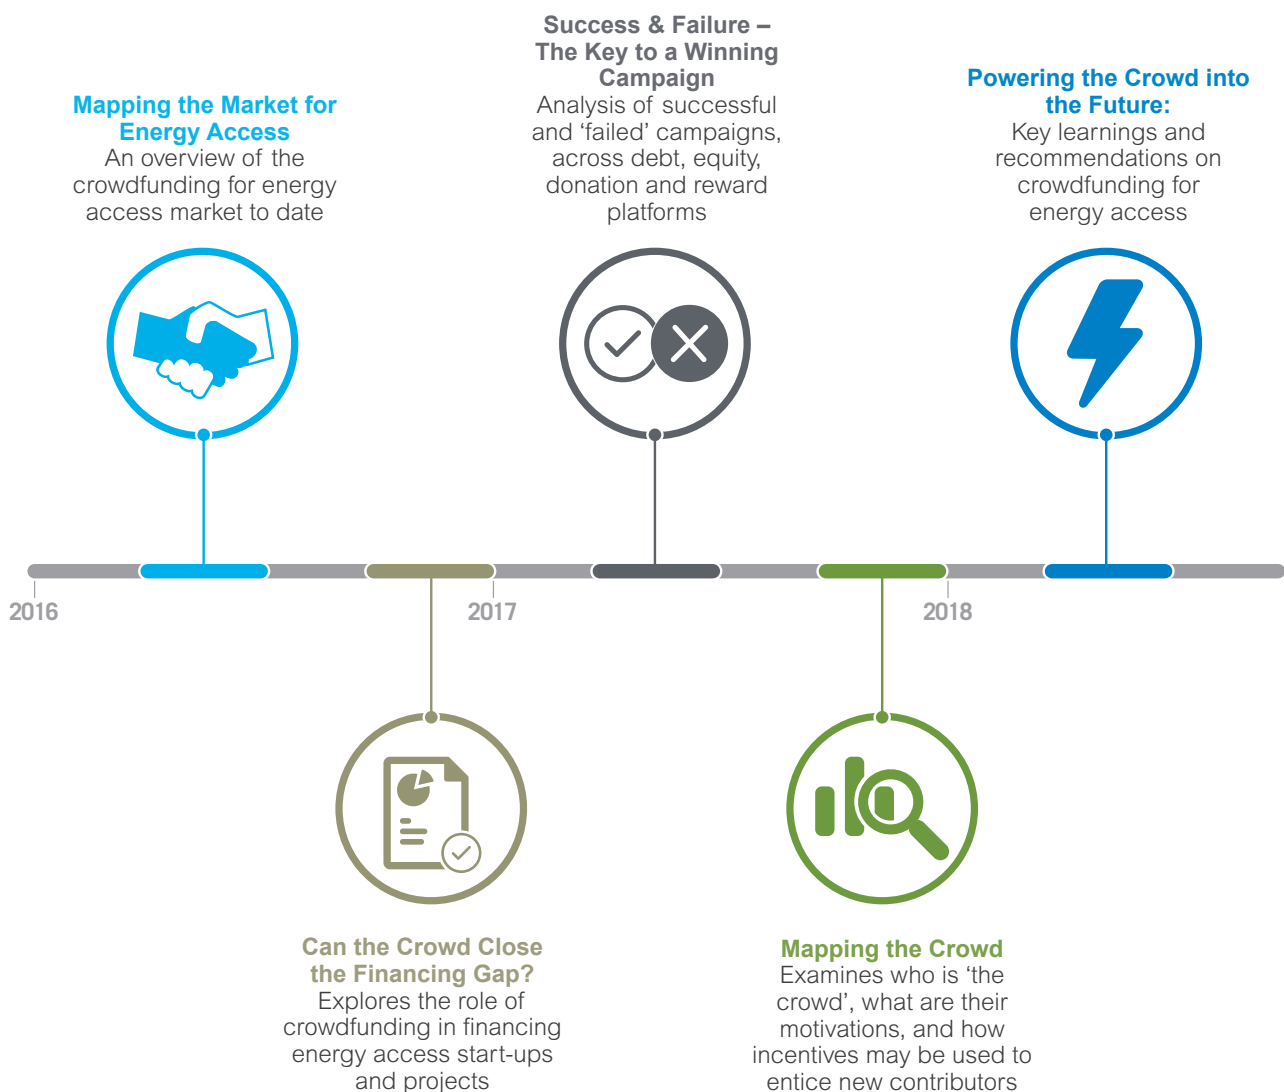 Mapping the Market for
Energy Access
An overview of the
crowdfunding for energy
access market to date
Success & Failure –
The Key to a Winning
Campaign
Analysis of successful
and ‘failed’ campaigns,
across debt, equity,
donation and reward
platforms
Powering the Crowd into
the Future:
Key learnings and
recommendations on
crowdfunding for
energy access
2016
2017
2018
Can the Crowd Close
the Financing Gap?
Explores the role of
crowdfunding in financing
energy access start-ups
and projects
Mapping the Crowd
Examines who is ‘the
crowd’, what are their
motivations, and how
incentives may be used to
entice new contributors